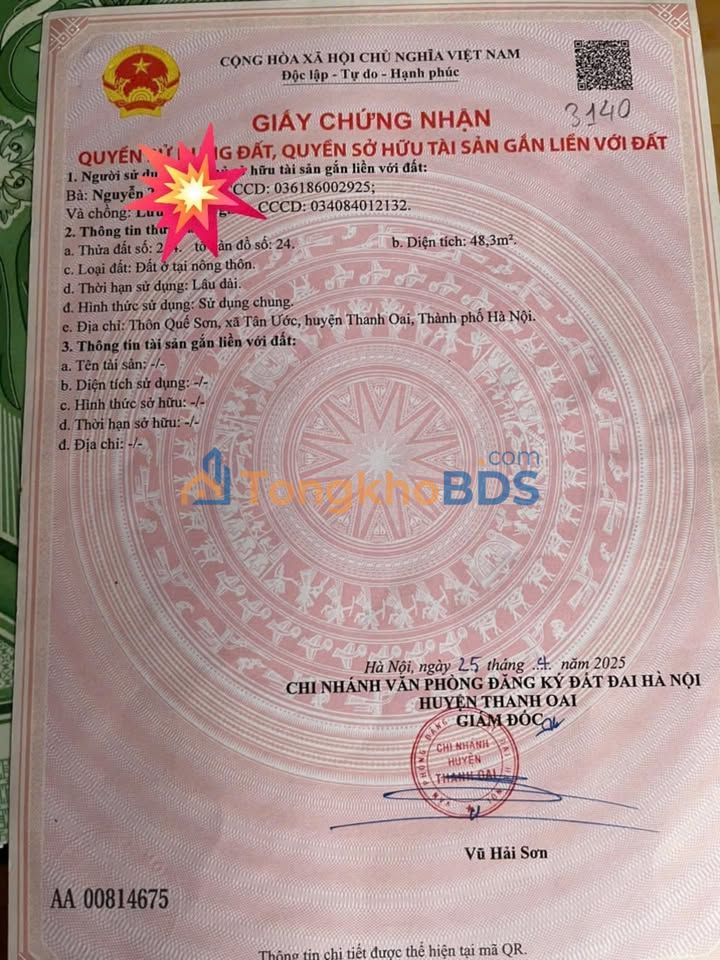 CỘNG HÒA XÃ HỘI CHỦ NGHĨA VIỆT NAM
Độc lập - Tự do - Hạnh phúc
3140
GIẤY CHỨNG NHẬN
QUYỀN SỬ DỤNG ĐẤT, QUYỀN SỞ HỮU TÀI SẢN GẮN LIỀN VỚI ĐẤT
1. Người sử hữu tài sản gắn liền với đất:
Bà: Nguyễn CCCD: 036186002925;
Và chồng: CCCD: 034084012132.
2. Thông tin
a. Thửa đất số: bản đồ số: 24. b. Diện tích: 48,3m².
c. Loại đất: Đất ở tại nông thôn.
d. Thời hạn sử dụng: Lâu dài.
đ. Hình thức sử dụng: Sử dụng chung.
e. Địa chỉ: Thôn Quế Sơn, xã Tân Ước, huyện Thanh Oai, Thành phố Hà Nội.
3. Thông tin tài sản gắn liền với đất:
a. Tên tài sản: -/-
b. Diện tích sử dụng: -/-
c. Hình thức sở hữu: -/-
d. Thời hạn sở hữu: -/-
đ. Địa chỉ: -/-
TongkhoBDS.com
Hà Nội, ngày 25 tháng 4 năm 2025
CHI NHÁNH VĂN PHÒNG ĐĂNG KÝ ĐẤT ĐAI HÀ NỘI
HUYỆN THANH OAI
GIÁM ĐỐC
CHI NHÁNH
HUYỆN
THANH OAI
Vũ Hải Sơn
AA 00814675
Thông tin chi tiết được thể hiện tại mã QR.